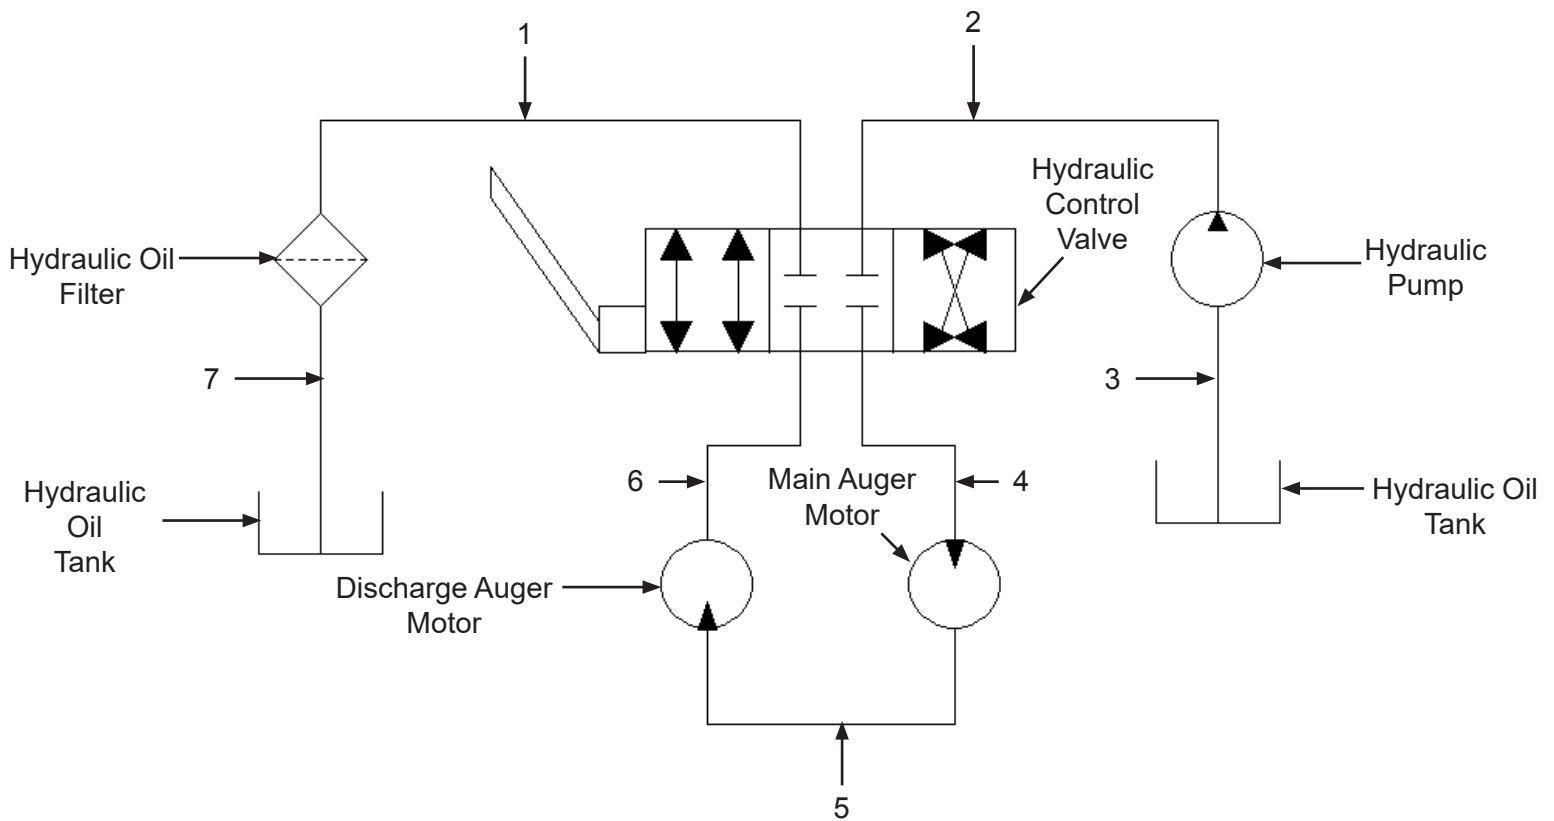 1
2
Hydraulic
Control
Valve
Hydraulic Oil
Filter
Hydraulic
Pump
7
3
6
Main Auger
Motor
4
Hydraulic
Oil
Tank
Hydraulic Oil
Tank
Discharge Auger
Motor
5